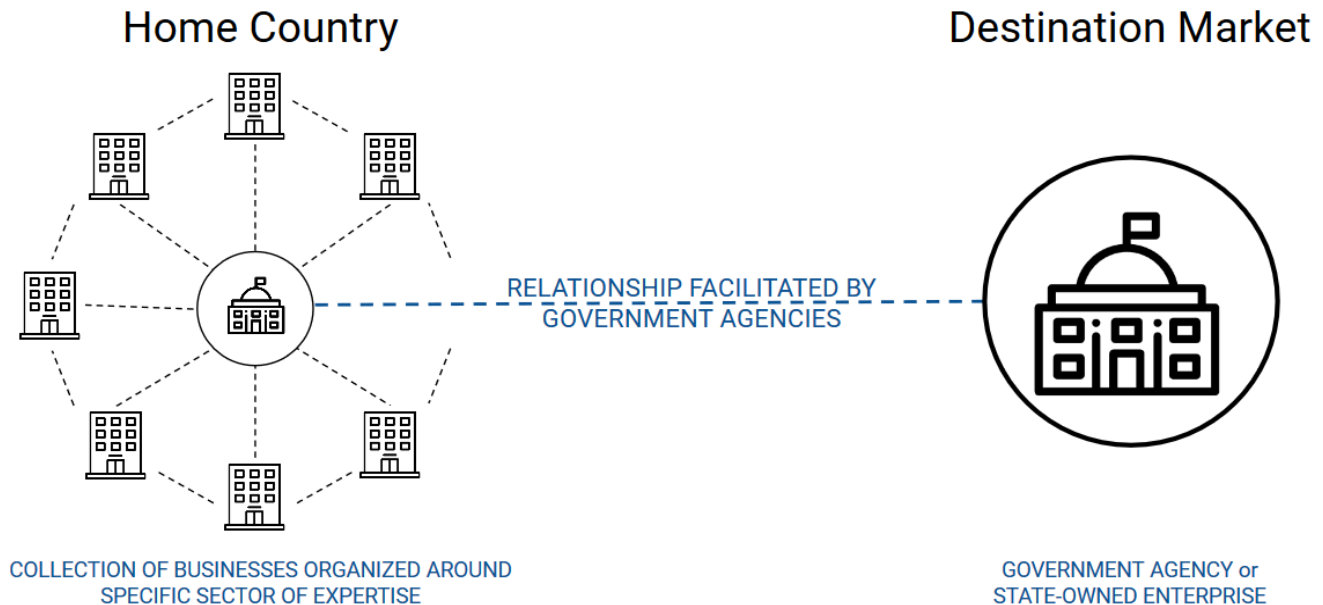 Home Country
Destination Market
RELATIONSHIP FACILITATED BY
GOVERNMENT AGENCIES
COLLECTION OF BUSINESSES ORGANIZED AROUND
SPECIFIC SECTOR OF EXPERTISE
GOVERNMENT AGENCY or
STATE-OWNED ENTERPRISE